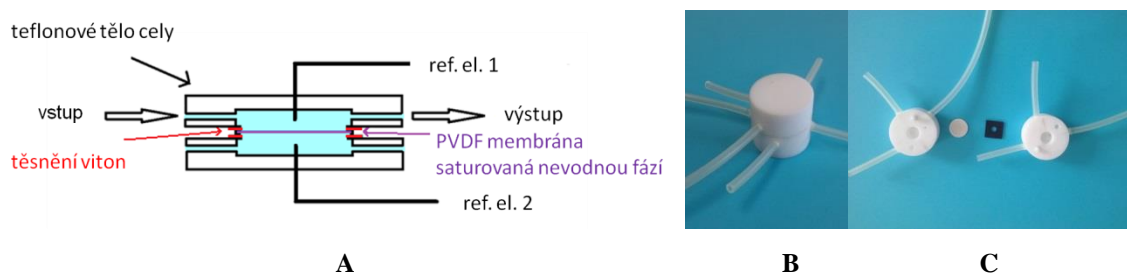 teflonové tělo cely
ref. el. 1
vstup
výstup
těsnění viton
PVDF membrána
saturovaná nevodnou fází
ref. el. 2
A
B
C